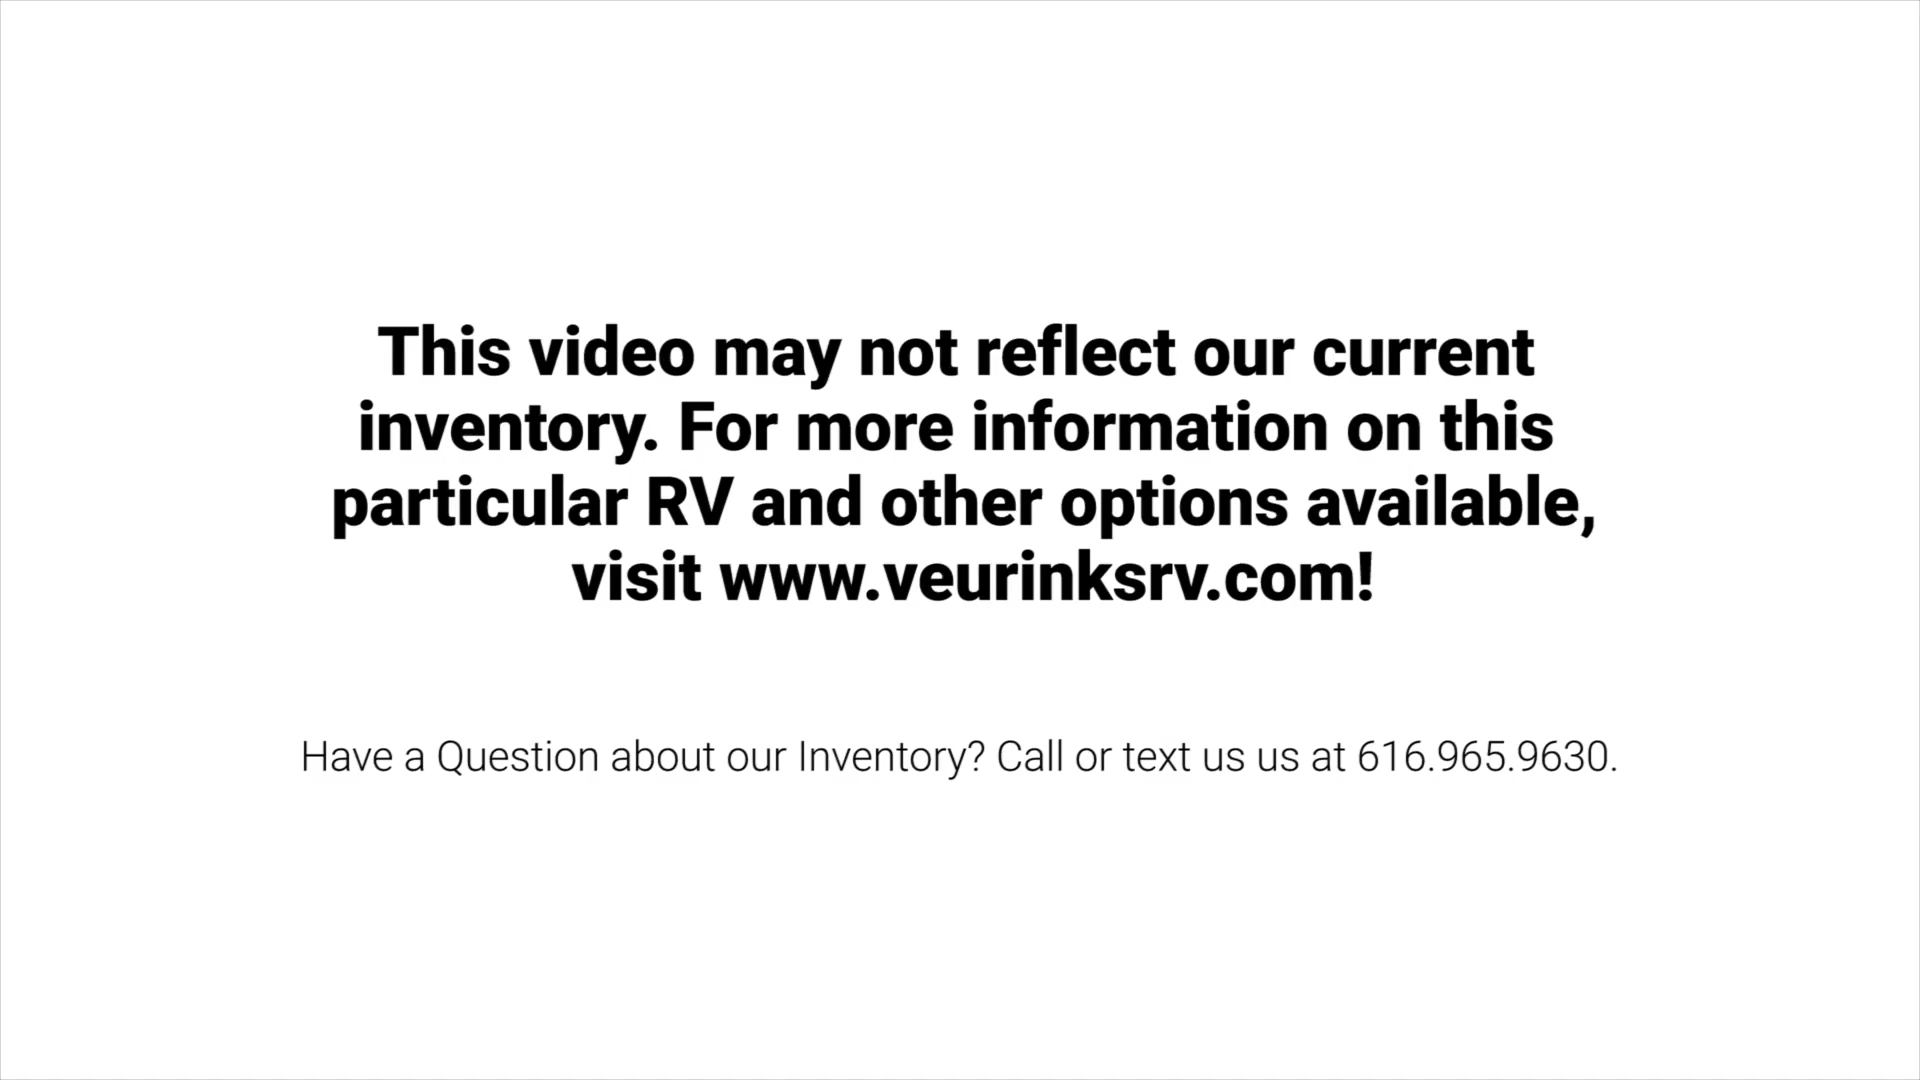 This video may not reflect our current
inventory. For more information on this
particular RV and other options available,
visit www.veurinksrv.com!
Have a Question about our Inventory? Call or text us us at 616.965.9630.